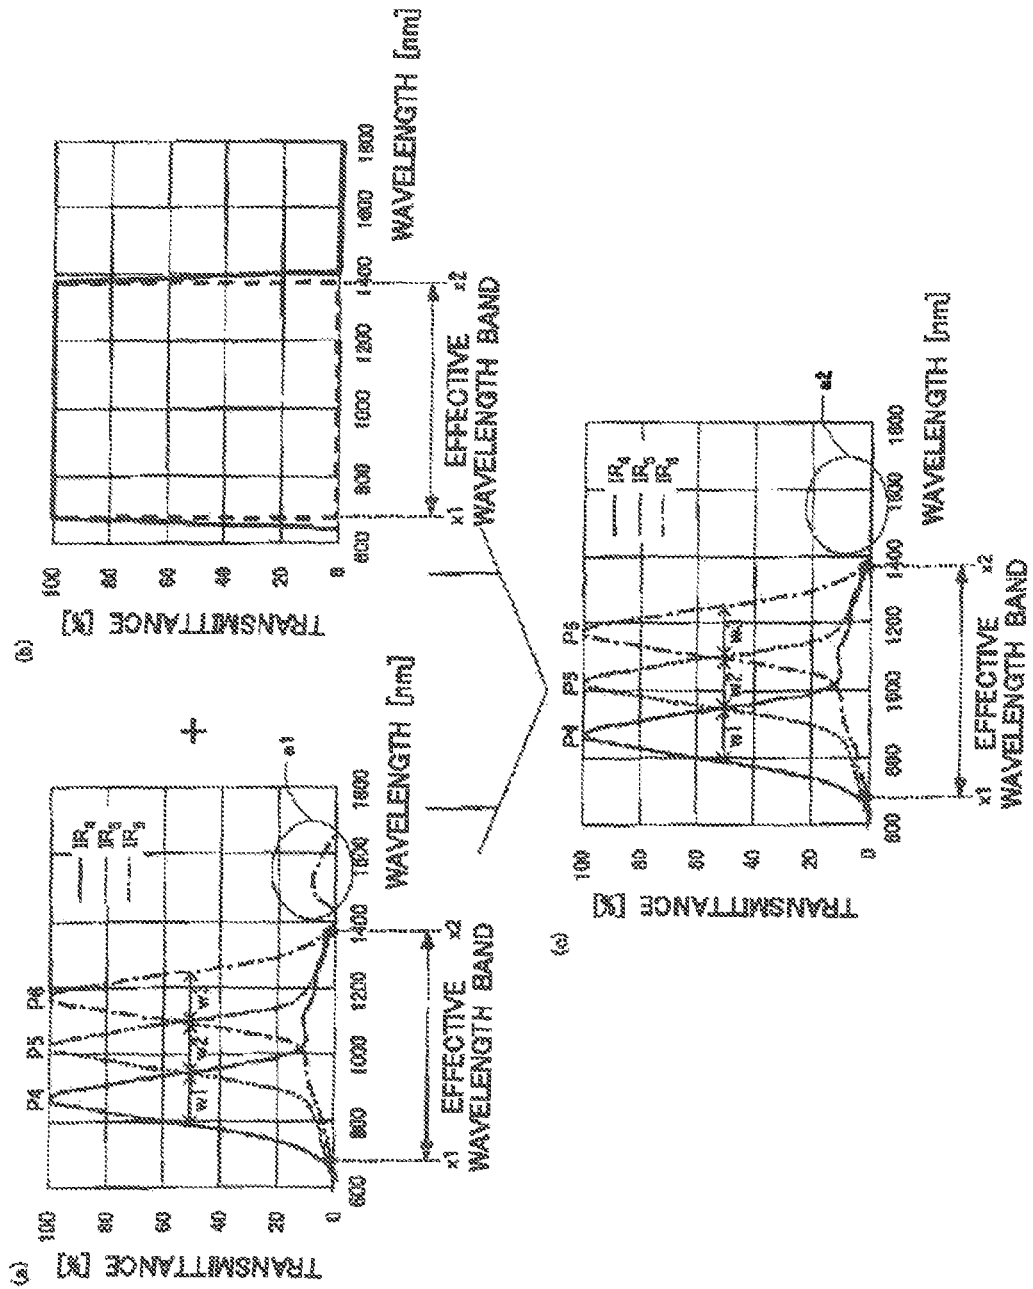 (a)
TRANSMITTANCE [%]
100
80
60
40
20
0
P4
P5
P6
IR4
IR5
w1
w2
a1
600
800
1000
1200
1400
1600
1800
WAVELENGTH [nm]
x1
EFFECTIVE
WAVELENGTH BAND
x2
+
(b)
TRANSMITTANCE [%]
100
80
60
40
20
0
600
800
1000
1200
1400
1600
1800
WAVELENGTH [nm]
x1
EFFECTIVE
WAVELENGTH BAND
x2
(c)
TRANSMITTANCE [%]
100
80
60
40
20
0
P4
P5
P6
IR4
IR5
IR6
w1
w2
a2
600
800
1000
1200
1400
1600
1800
WAVELENGTH [nm]
x1
EFFECTIVE
WAVELENGTH BAND
x2